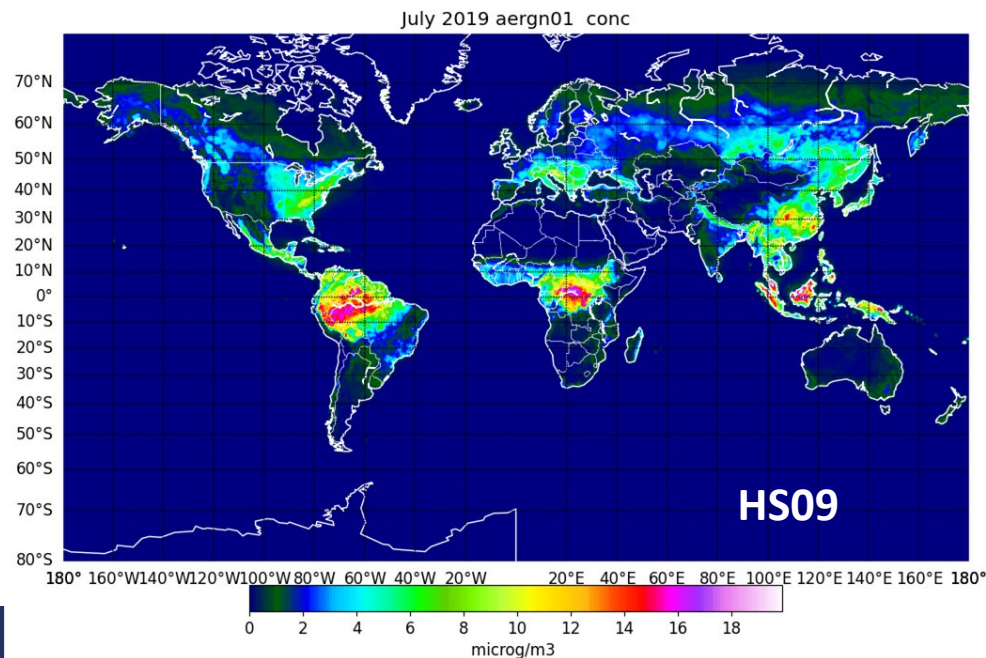 July 2019 aergn01 conc
70°N
60°N
50°N
40°N
30°N
20°N
10°N
0°
10°S
20°S
30°S
40°S
50°S
60°S
70°S
80°S
HS09
180° 160°W140°W120°W100°W 80°W 60°W 40°W 20°W 20°E 40°E 60°E 80°E 100°E 120°E 140°E 160°E 180°
0 2 4 6 8 10 12 14 16 18
microg/m3